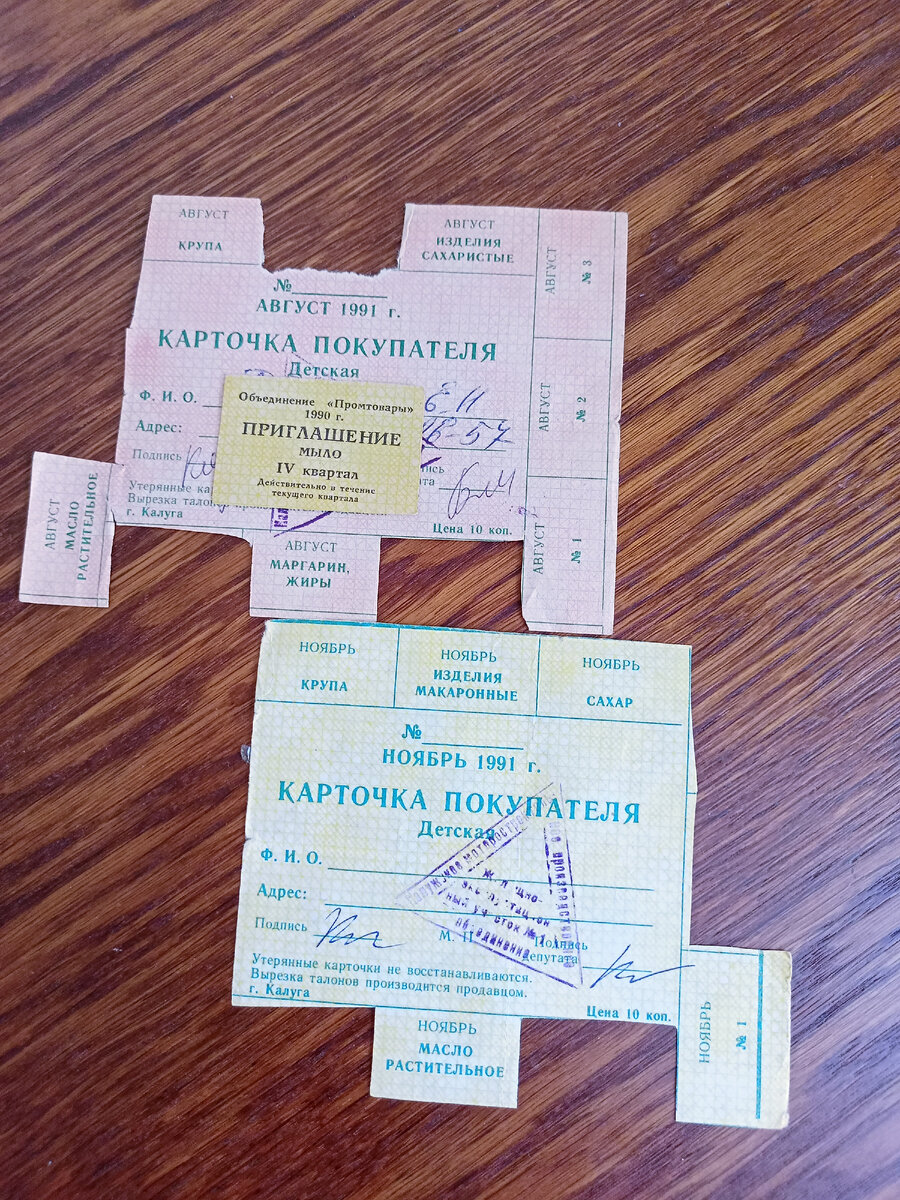 АВГУСТ
КРУПА
АВГУСТ
ИЗДЕЛИЯ
САХАРИСТЫЕ
АВГУСТ
№ 3
№
АВГУСТ 1991 г.
КАРТОЧКА ПОКУПАТЕЛЯ
Детская
Ф. И. О.
Адрес:
Подпись
Утерянные
Вырезка
г. Калуга
Цена 10 коп.
Объединение «Промтовары»
1990 г.
ПРИГЛАШЕНИЕ
МЫЛО
IV квартал
Действительно в течение
текущего квартала
АВГУСТ
№ 2
АВГУСТ
№ 1
АВГУСТ
МАСЛО
РАСТИТЕЛЬНОЕ
АВГУСТ
МАРГАРИН,
ЖИРЫ
НОЯБРЬ
КРУПА
НОЯБРЬ
ИЗДЕЛИЯ
МАКАРОННЫЕ
НОЯБРЬ
САХАР
№
НОЯБРЬ 1991 г.
КАРТОЧКА ПОКУПАТЕЛЯ
Детская
Ф. И. О.
Адрес:
Подпись
М. П.
Подпись
депутата
Утерянные карточки не восстанавливаются.
Вырезка талонов производится продавцом.
г. Калуга
Цена 10 коп.
НОЯБРЬ
МАСЛО
РАСТИТЕЛЬНОЕ
НОЯБРЬ
№ 1